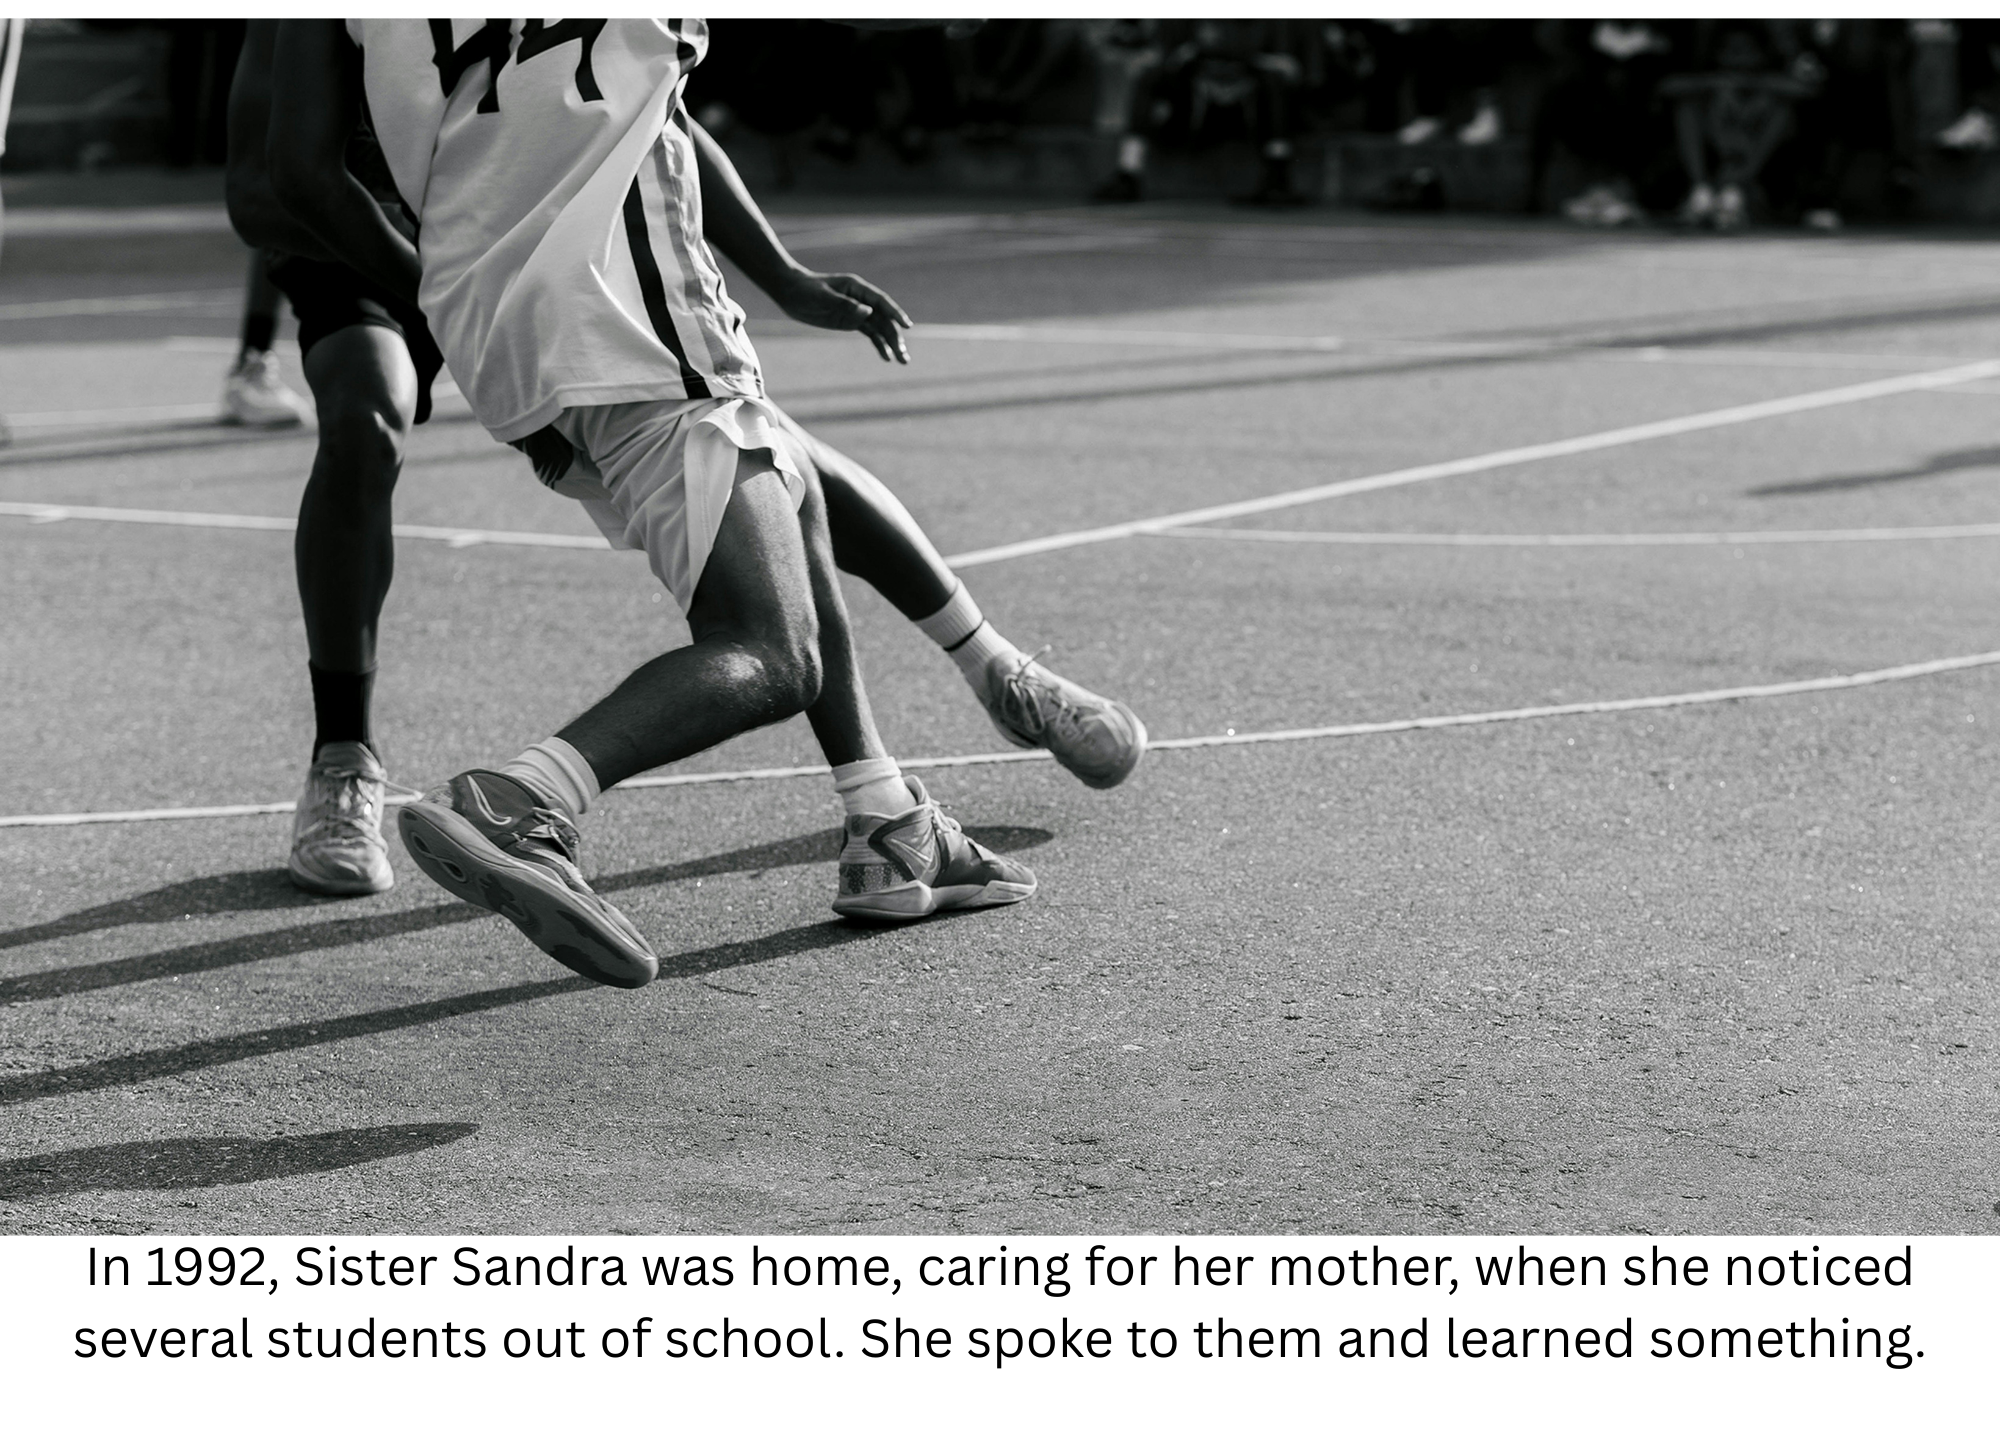 44
In 1992, Sister Sandra was home, caring for her mother, when she noticed
several students out of school. She spoke to them and learned something.